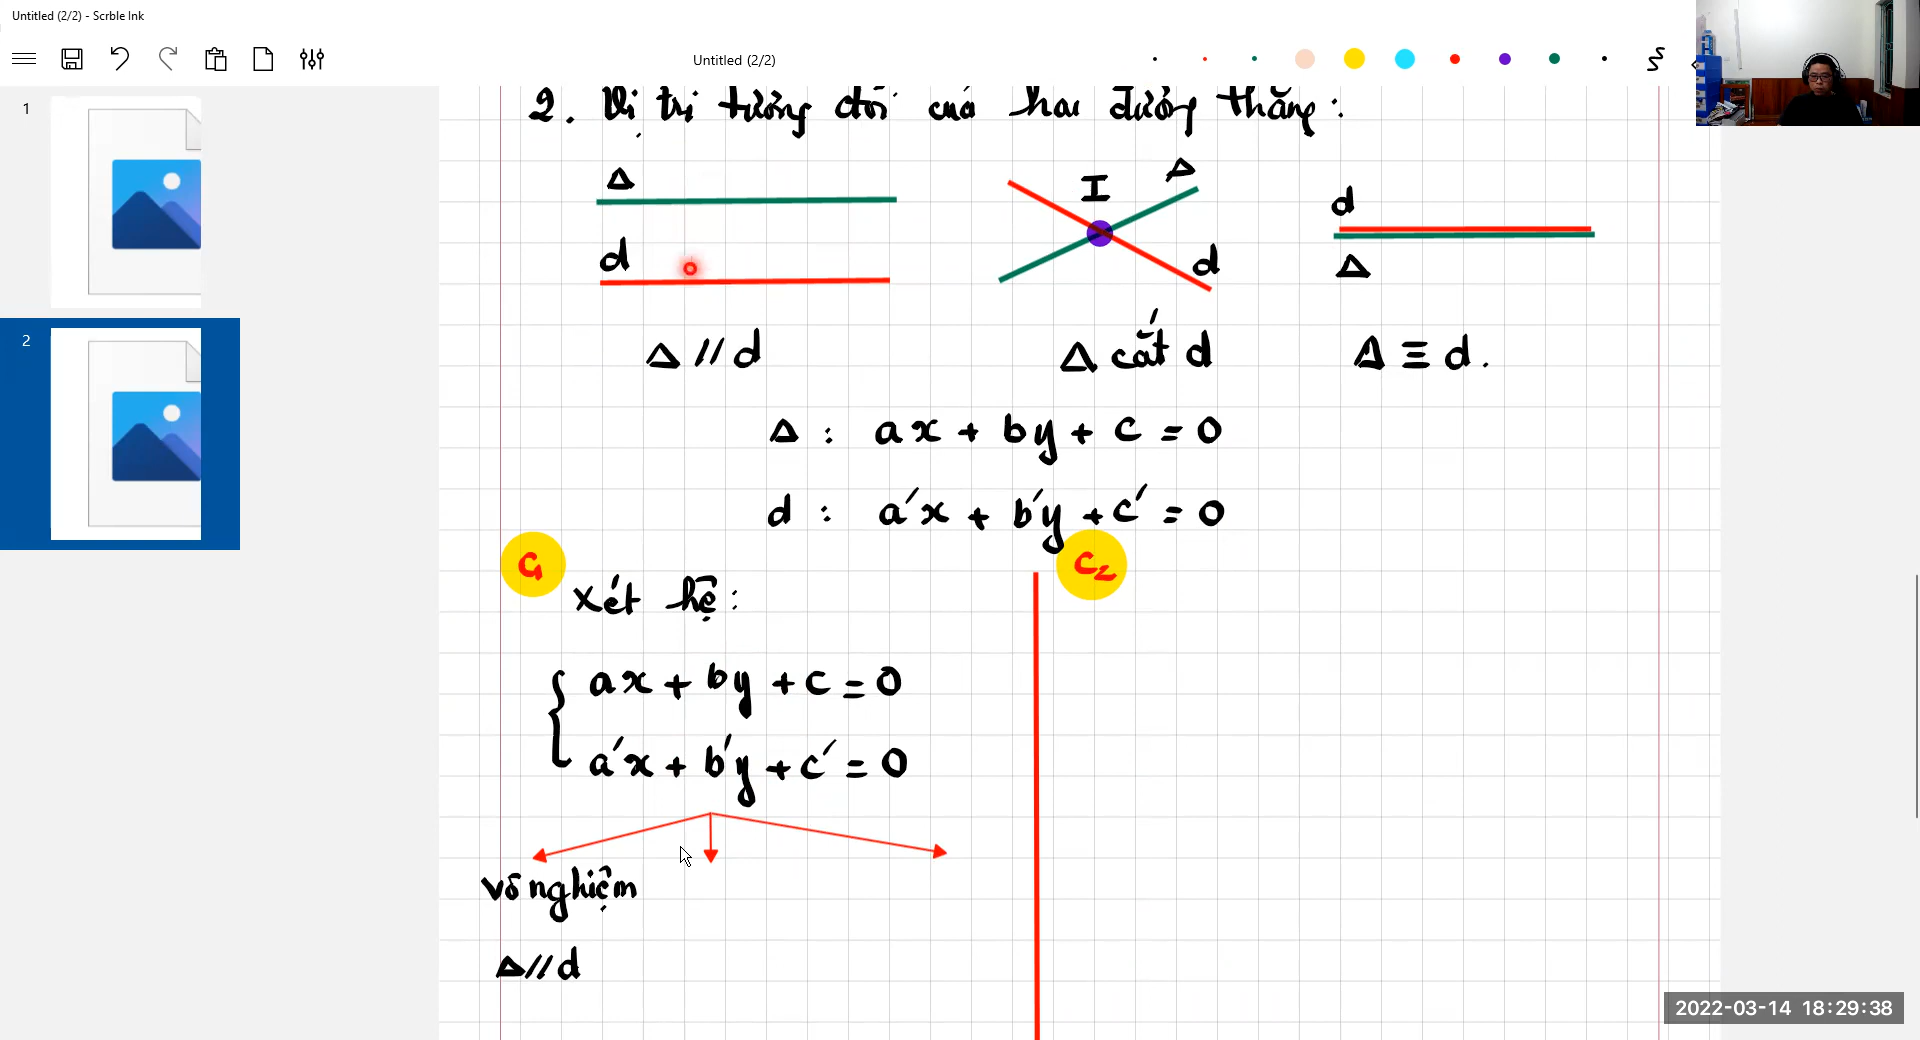 Untitled (2/2) - Scrble Ink
Untitled (2/2)
1
2
2. Vị trí tương đối của hai đường thẳng:
Δ
d
I
Δ
d
d
Δ
Δ // d
Δ cắt d
Δ ≡ d.
Δ : ax + by + c = 0
d : a'x + b'y + c' = 0
C1
C2
Xét hệ:
{ ax + by + c = 0
a'x + b'y + c' = 0
vô nghiệm
Δ // d
2022-03-14 18:29:38